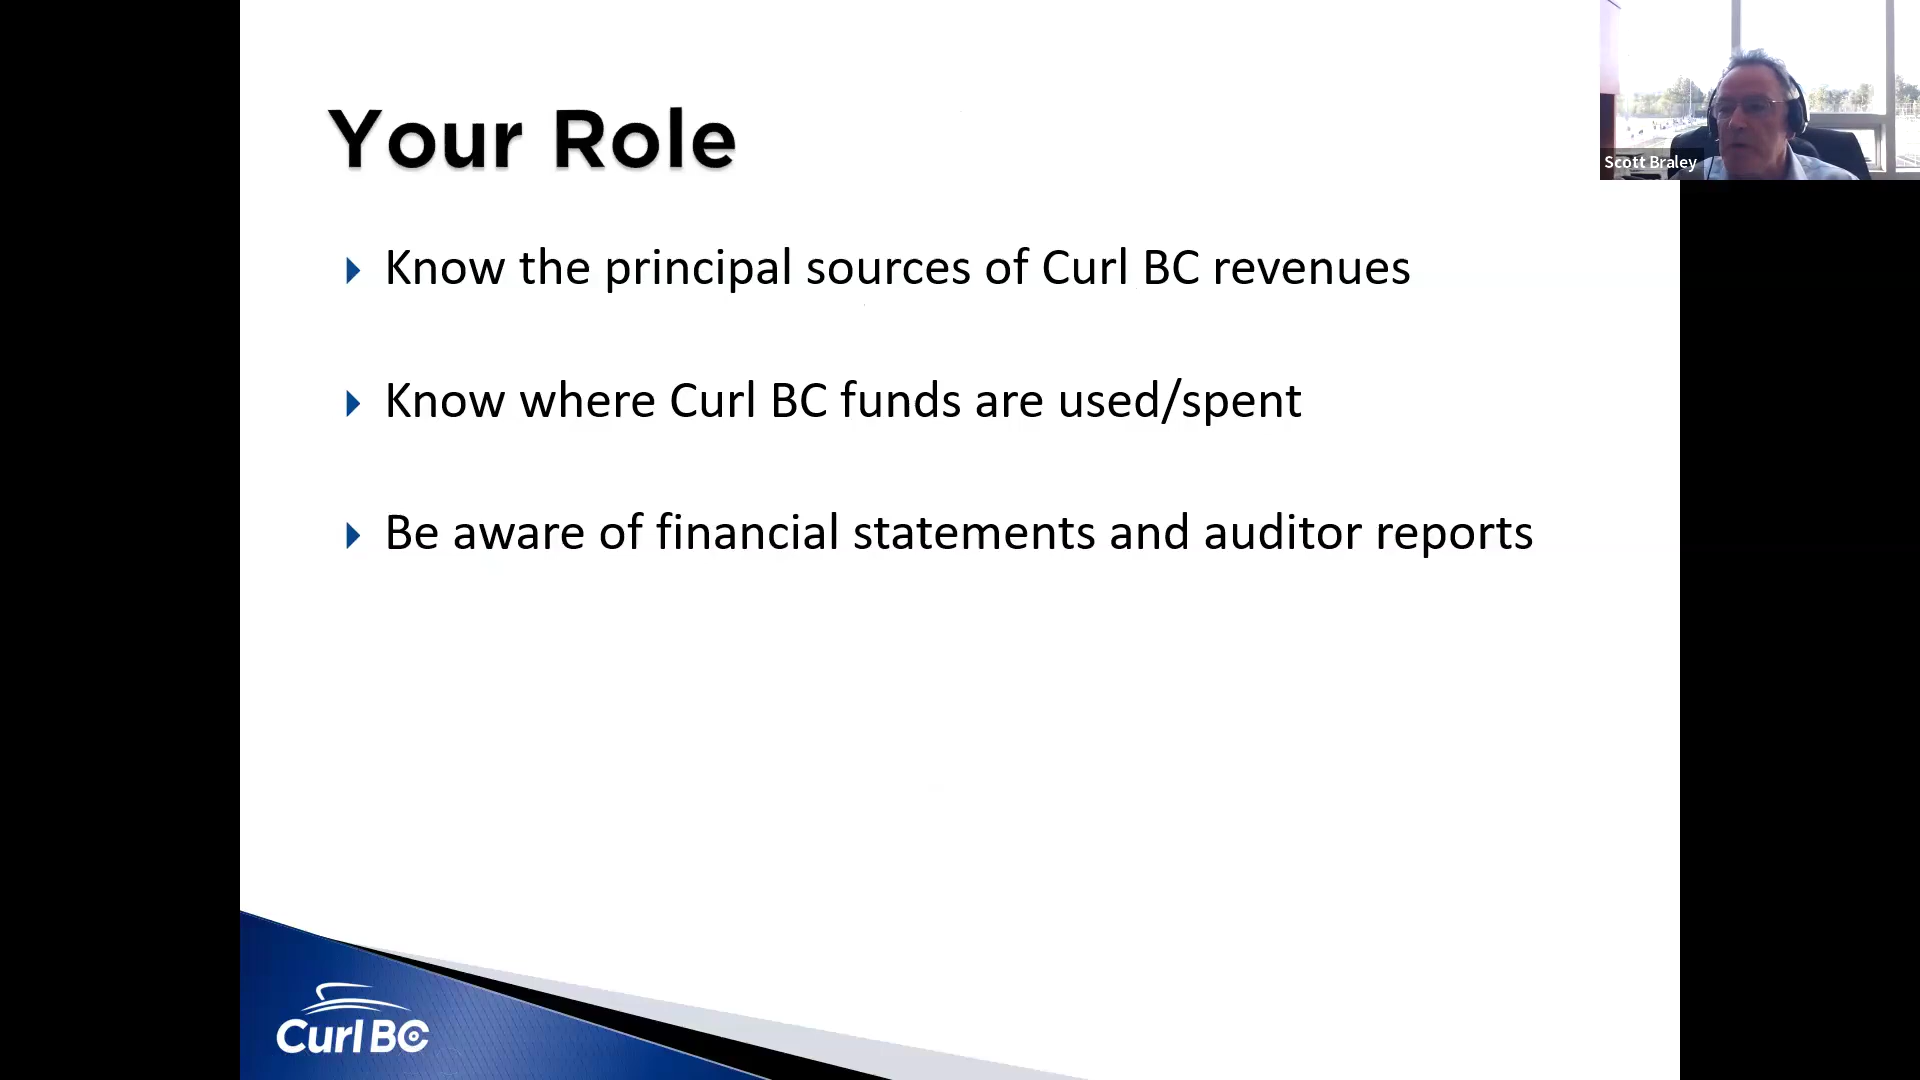 Your Role
Know the principal sources of Curl BC revenues
Know where Curl BC funds are used/spent
Be aware of financial statements and auditor reports
Scott Braley
Curl BC